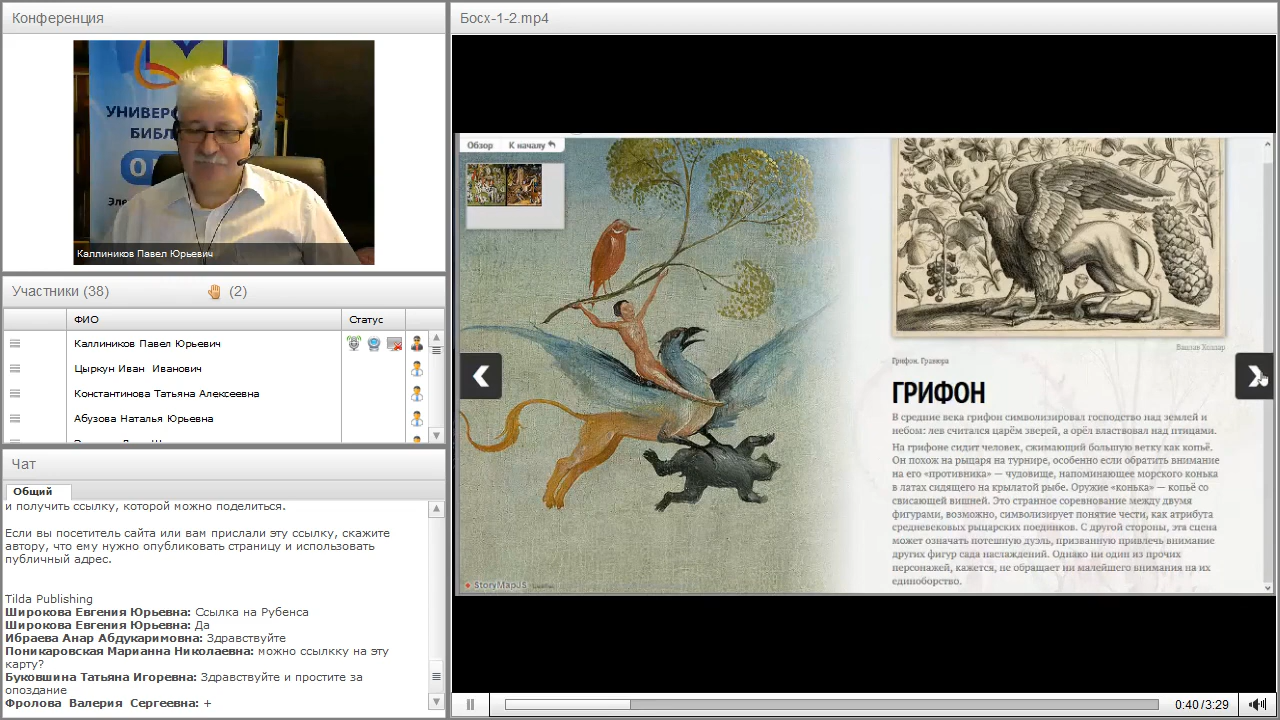 Конференция
УНИВЕР
БИБЛ
Эле
Каллиников Павел Юрьевич
Участники (38)
(2)
ФИО
Статус
Каллиников Павел Юрьевич
Цыркун Иван Иванович
Константинова Татьяна Алексеевна
Абузова Наталья Юрьевна
Чат
Общий
и получить ссылку, которой можно поделиться.
Если вы посетитель сайта или вам прислали эту ссылку, скажите
автору, что ему нужно опубликовать страницу и использовать
публичный адрес.
Tilda Publishing
Широкова Евгения Юрьевна: Ссылка на Рубенса
Широкова Евгения Юрьевна: Да
Ибраева Анар Абдукаримовна: Здравствуйте
Поникаровская Марианна Николаевна: можно ссылкку на эту
карту?
Буковшина Татьяна Игоревна: Здравствуйте и простите за
опоздание
Фролова Валерия Сергеевна: +
Босх-1-2.mp4
Обзор
К началу
Вацлав Холлар
Грифон. Гравюра
ГРИФОН
В средние века грифон символизировал господство над землей и
небом: лев считался царём зверей, а орёл властвовал над птицами.
На грифоне сидит человек, сжимающий большую ветку как копьё.
Он похож на рыцаря на турнире, особенно если обратить внимание
на его «противника» — чудовище, напоминающее морского конька
в латах сидящего на крылатой рыбе. Оружие «конька» — копьё со
свисающей вишней. Это странное соревнование между двумя
фигурами, возможно, символизирует понятие чести, как атрибута
средневековых рыцарских поединков. С другой стороны, эта сцена
может означать потешную дуэль, призванную привлечь внимание
других фигур сада наслаждений. Однако ни один из прочих
персонажей, кажется, не обращает ни малейшего внимания на их
единоборство.
StoryMapJS
0:40/3:29